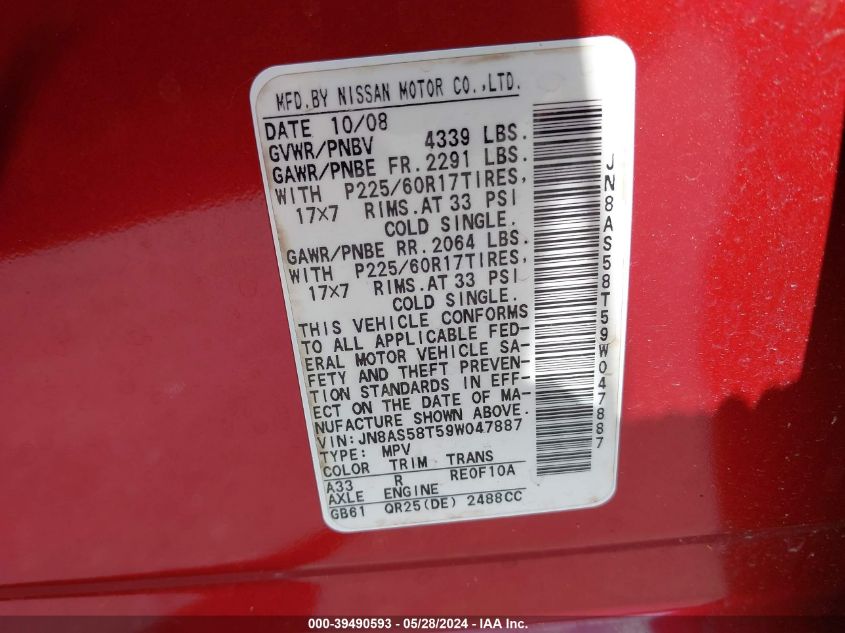 MFD.BY NISSAN MOTOR CO.,LTD.
DATE 10/08
GVWR/PNBV 4339 LBS.
GAWR/PNBE FR.2291 LBS.
WITH P225/60R17TIRES,
17×7 RIMS.AT 33 PSI
COLD SINGLE.
GAWR/PNBE RR.2064 LBS.
WITH P225/60R17TIRES,
17×7 RIMS.AT 33 PSI
COLD SINGLE.
THIS VEHICLE CONFORMS
TO ALL APPLICABLE FED-
ERAL MOTOR VEHICLE SA-
FETY AND THEFT PREVEN-
TION STANDARDS IN EFF-
ECT ON THE DATE OF MA-
NUFACTURE SHOWN ABOVE.
VIN:JN8AS58T59W047887
TYPE: MPV
COLOR TRIM TRANS
A33 R RE0F10A
AXLE ENGINE
GB61 QR25(DE) 2488CC
JN8AS58T59W047887
000-39490593 - 05/28/2024 - IAA Inc.